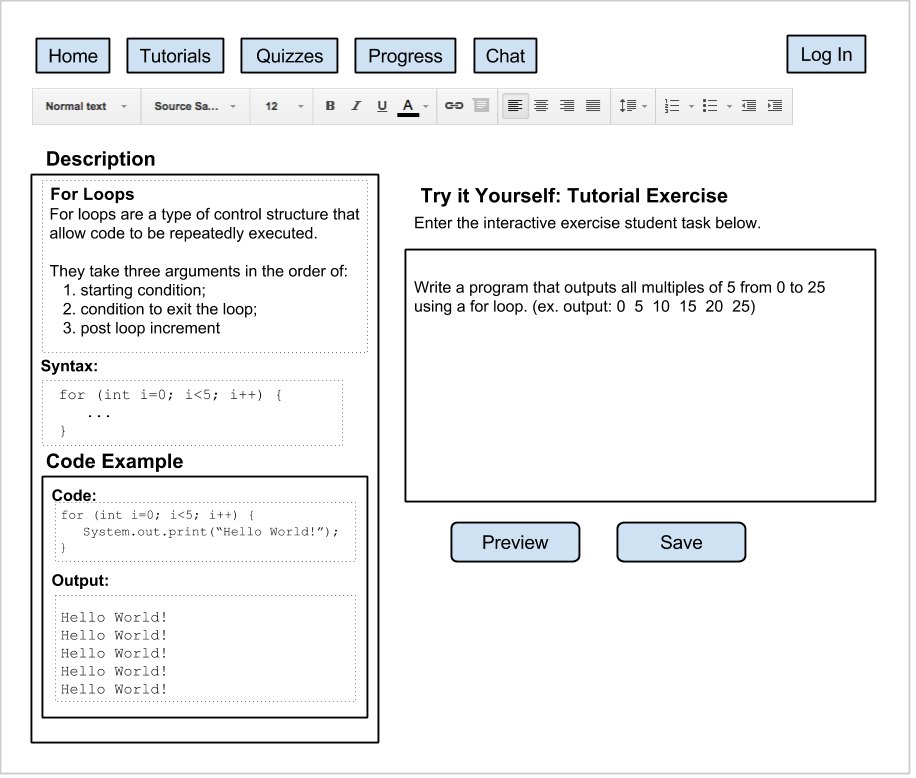 Home Tutorials Quizzes Progress Chat Log In
Normal text Source Sa... 12 B I U A
Description
For Loops
For loops are a type of control structure that
allow code to be repeatedly executed.
They take three arguments in the order of:
1. starting condition;
2. condition to exit the loop;
3. post loop increment
Syntax:
for (int i=0; i<5; i++) {
...
}
Code Example
Code:
for (int i=0; i<5; i++) {
System.out.print(“Hello World!”);
}
Output:
Hello World!
Hello World!
Hello World!
Hello World!
Hello World!
Try it Yourself: Tutorial Exercise
Enter the interactive exercise student task below.
Write a program that outputs all multiples of 5 from 0 to 25
using a for loop. (ex. output: 0 5 10 15 20 25)
Preview Save